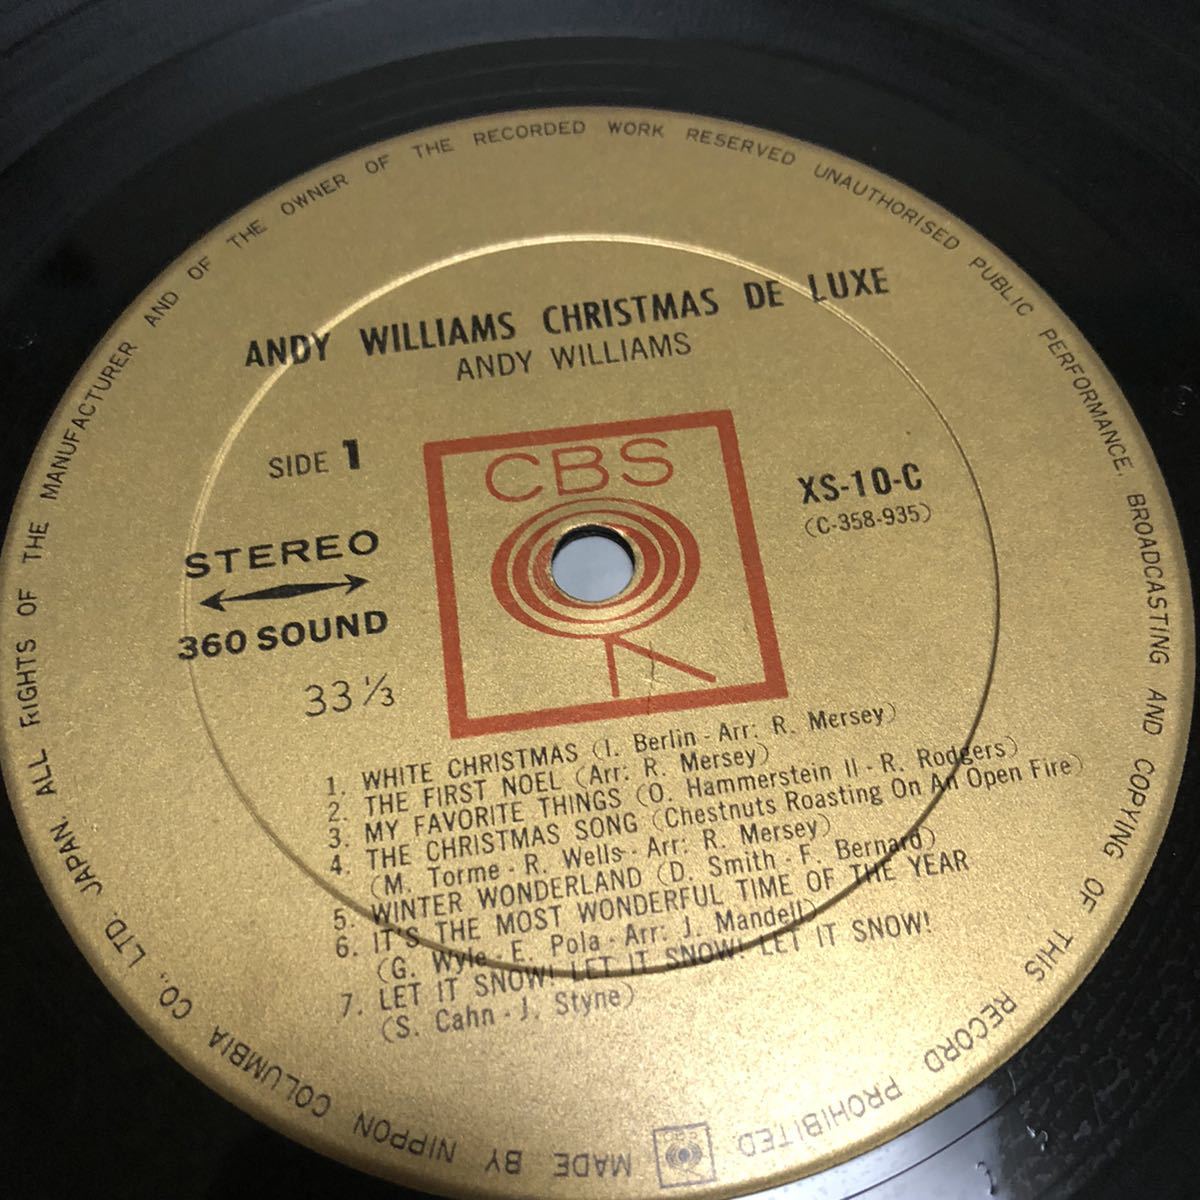 ANDY WILLIAMS CHRISTMAS DE LUXE
ANDY WILLIAMS
SIDE 1
STEREO
360 SOUND
33 ⅓
CBS
XS-10-C
(C-358-935)
1. WHITE CHRISTMAS (I. Berlin - Arr: R. Mersey)
2. THE FIRST NOEL (Arr: R. Mersey)
3. MY FAVORITE THINGS (O. Hammerstein II - R. Rodgers)
4. THE CHRISTMAS SONG (Chestnuts Roasting On An Open Fire)
(M. Torme - R. Wells - Arr: R. Mersey)
5. WINTER WONDERLAND (D. Smith - F. Bernard)
6. IT'S THE MOST WONDERFUL TIME OF THE YEAR
(G. Wyle - E. Pola - Arr: J. Mandell)
7. LET IT SNOW! LET IT SNOW! LET IT SNOW!
(S. Cahn - J. Styne)
CBS MADE BY NIPPON COLUMBIA CO., LTD. JAPAN. ALL RIGHTS OF THE MANUFACTURER AND OF THE OWNER OF THE RECORDED WORK RESERVED UNAUTHORISED PUBLIC PERFORMANCE, BROADCASTING AND COPYING OF THIS RECORD PROHIBITED